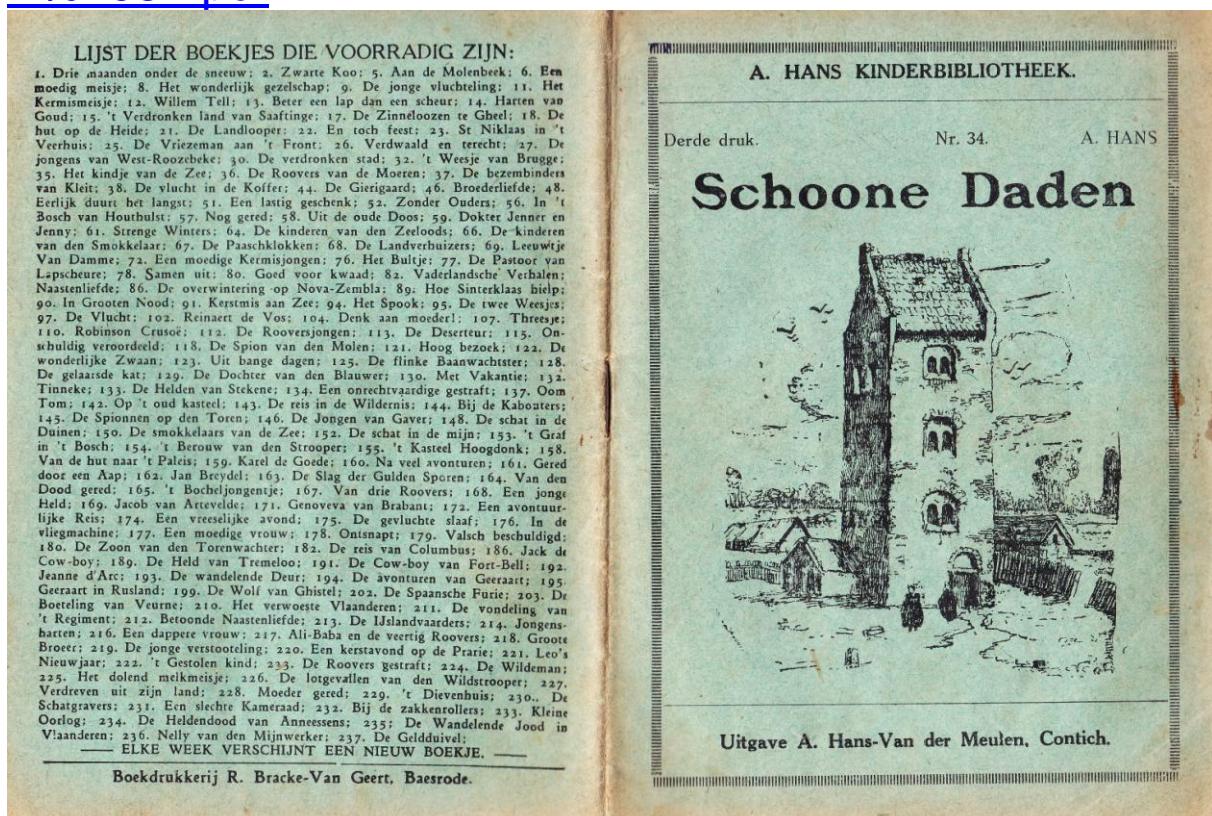 LIJST DER BOEKJES DIE VOORRADIG ZIJN:
1. Drie maanden onder de sneeuw; 2. Zwarte Koo; 5. Aan de Molenbeek; 6. Een
moedig meisje; 8. Het wonderlijk gezelschap; 9. De jonge vluchteling; 11. Het
Kermismeisje; 12. Willem Tell; 13. Beter een lap dan een scheur; 14. Harten van
Goud; 15. 't Verdronken land van Saaftinge; 17. De Zinneloozen te Gheel; 18. De
hut op de Heide; 21. De Landlooper; 22. En toch feest; 23. St Niklaas in 't
Veerhuis; 25. De Vriezeman aan 't Front; 26. Verdwaald en terecht; 27. De
jongens van West-Roozebeke; 30. De verdronken stad; 32. 't Weesje van Brugge;
35. Het kindje van de Zee; 36. De Roovers van de Moeren; 37. De bezembinders
van Kleit; 38. De vlucht in de Koffer; 44. De Gierigaard; 46. Broederliefde; 48.
Eerlijk duurt het langst; 51. Een lastig geschenk; 52. Zonder Ouders; 56. In 't
Bosch van Houthulst; 57. Nog gered; 58. Uit de oude Doos; 59. Dokter Jenner en
Jenny; 61. Strenge Winters; 64. De kinderen van den Zeeloods; 66. De kinderen
van den Smokkelaar; 67. De Paaschklokken; 68. De Landverhuizers; 69. Leeuwtje
Van Damme; 72. Een moedige Kermisjongen; 76. Het Bultje; 77. De Pastoor van
Lapscheure; 78. Samen uit; 80. Goed voor kwaad; 82. Vaderlandsche Verhalen;
Naastenliefde; 86. De overwintering op Nova-Zembla; 89. Hoe Sinterklaas hielp;
90. In Grooten Nood; 91. Kerstmis aan Zee; 94. Het Spook; 95. De twee Weesjes;
97. De Vlucht; 102. Reinaert de Vos; 104. Denk aan moeder!; 107. Threesje;
110. Robinson Crusoë; 112. De Rooversjongen; 113. De Deserteur; 115. On-
schuldig veroordeeld; 118. De Spion van den Molen; 121. Hoog bezoek; 122. De
wonderlijke Zwaan; 123. Uit bange dagen; 125. De flinke Baanwachtster; 128.
De gelaarsde kat; 129. De Dochter van den Blauwer; 130. Met Vakantie; 132.
Tinneke; 133. De Helden van Stekene; 134. Een onrechtvaardige gestraft; 137. Oom
Tom; 142. Op 't oud kasteel; 143. De reis in de Wildernis; 144. Bij de Kabouters;
145. De Spionnen op den Toren; 146. De Jongen van Gaver; 148. De schat in de
Duinen; 150. De smokkelaars van de Zee; 152. De schat in de mijn; 153. 't Graf
in 't Bosch; 154. 't Berouw van den Strooper; 155. 't Kasteel Hoogdonk; 158.
Van de hut naar 't Paleis; 159. Karel de Goede; 160. Na veel avonturen; 161. Gered
door een Aap; 162. Jan Breydel; 163. De Slag der Gulden Sporen; 164. Van den
Dood gered; 165. 't Bocheljongentje; 167. Van drie Roovers; 168. Een jonge
Held; 169. Jacob van Artevelde; 171. Genoveva van Brabant; 172. Een avontuur-
lijke Reis; 174. Een vreeselijke avond; 175. De gevluchte slaaf; 176. In de
vliegmachine; 177. Een moedige vrouw; 178. Ontsnapt; 179. Valsch beschuldigd;
180. De Zoon van den Torenwachter; 182. De reis van Columbus; 186. Jack de
Cow-boy; 189. De Held van Tremeloo; 191. De Cow-boy van Fort-Bell; 192.
Jeanne d'Arc; 193. De wandelende Deur; 194. De avonturen van Geeraart; 195.
Geeraart in Rusland; 199. De Wolf van Ghistel; 202. De Spaansche Furie; 203. De
Boeteling van Veurne; 210. Het verwoeste Vlaanderen; 211. De vondeling van
't Regiment; 212. Betoonde Naastenliefde; 213. De IJslandvaarders; 214. Jongens-
harten; 216. Een dappere vrouw; 217. Ali-Baba en de veertig Roovers; 218. Groote
Broer; 219. De jonge verstooteling; 220. Een kerstavond op de Prarie; 221. Leo's
Nieuwjaar; 222. 't Gestolen kind; 223. De Roovers gestraft; 224. De Wildeman;
225. Het dolend melkmeisje; 226. De lotgevallen van den Wildstrooper; 227.
Verdreven uit zijn land; 228. Moeder gered; 229. 't Dievenhuis; 230.. De
Schatgravers; 231. Een slechte Kameraad; 232. Bij de zakkenrollers; 233. Kleine
Oorlog; 234. De Heldendood van Anneessens; 235; De Wandelende Jood in
Vlaanderen; 236. Nelly van den Mijnwerker; 237. De Geldduivel;
—— ELKE WEEK VERSCHIJNT EEN NIEUW BOEKJE. ——
Boekdrukkerij R. Bracke-Van Geert, Baesrode.
A. HANS KINDERBIBLIOTHEEK.
Derde druk. Nr. 34. A. HANS
Schoone Daden
Uitgave A. Hans-Van der Meulen, Contich.